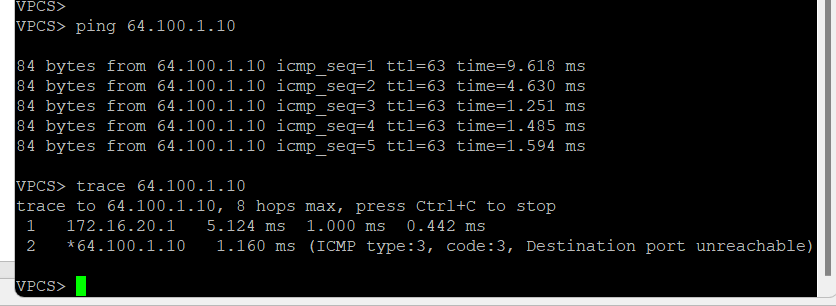 VPCS>
VPCS> ping 64.100.1.10
84 bytes from 64.100.1.10 icmp_seq=1 ttl=63 time=9.618 ms
84 bytes from 64.100.1.10 icmp_seq=2 ttl=63 time=4.630 ms
84 bytes from 64.100.1.10 icmp_seq=3 ttl=63 time=1.251 ms
84 bytes from 64.100.1.10 icmp_seq=4 ttl=63 time=1.485 ms
84 bytes from 64.100.1.10 icmp_seq=5 ttl=63 time=1.594 ms
VPCS> trace 64.100.1.10
trace to 64.100.1.10, 8 hops max, press Ctrl+C to stop
1 172.16.20.1 5.124 ms 1.000 ms 0.442 ms
2 *64.100.1.10 1.160 ms (ICMP type:3, code:3, Destination port unreachable)
VPCS>